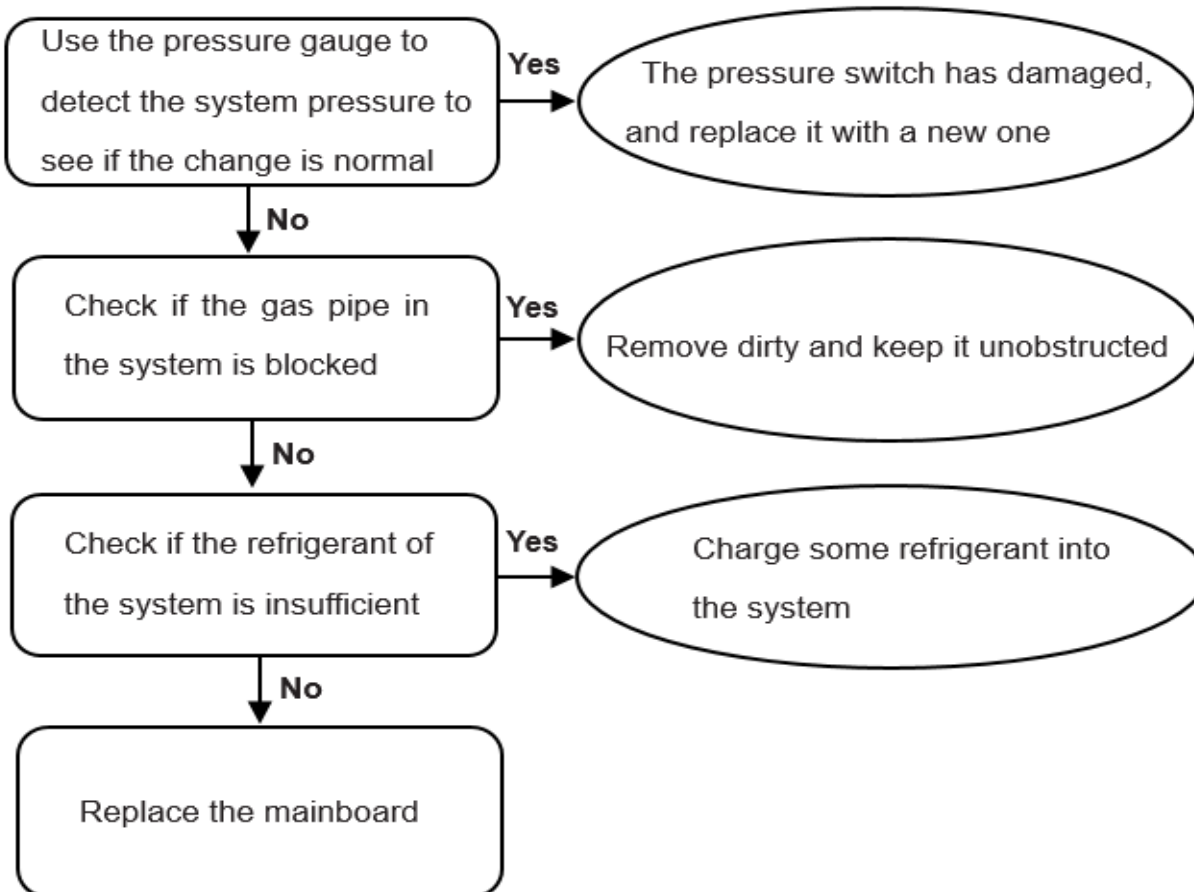 Use the pressure gauge to
detect the system pressure to
see if the change is normal
Yes
The pressure switch has damaged,
and replace it with a new one
No
Check if the gas pipe in
the system is blocked
Yes
Remove dirty and keep it unobstructed
No
Check if the refrigerant of
the system is insufficient
Yes
Charge some refrigerant into
the system
No
Replace the mainboard